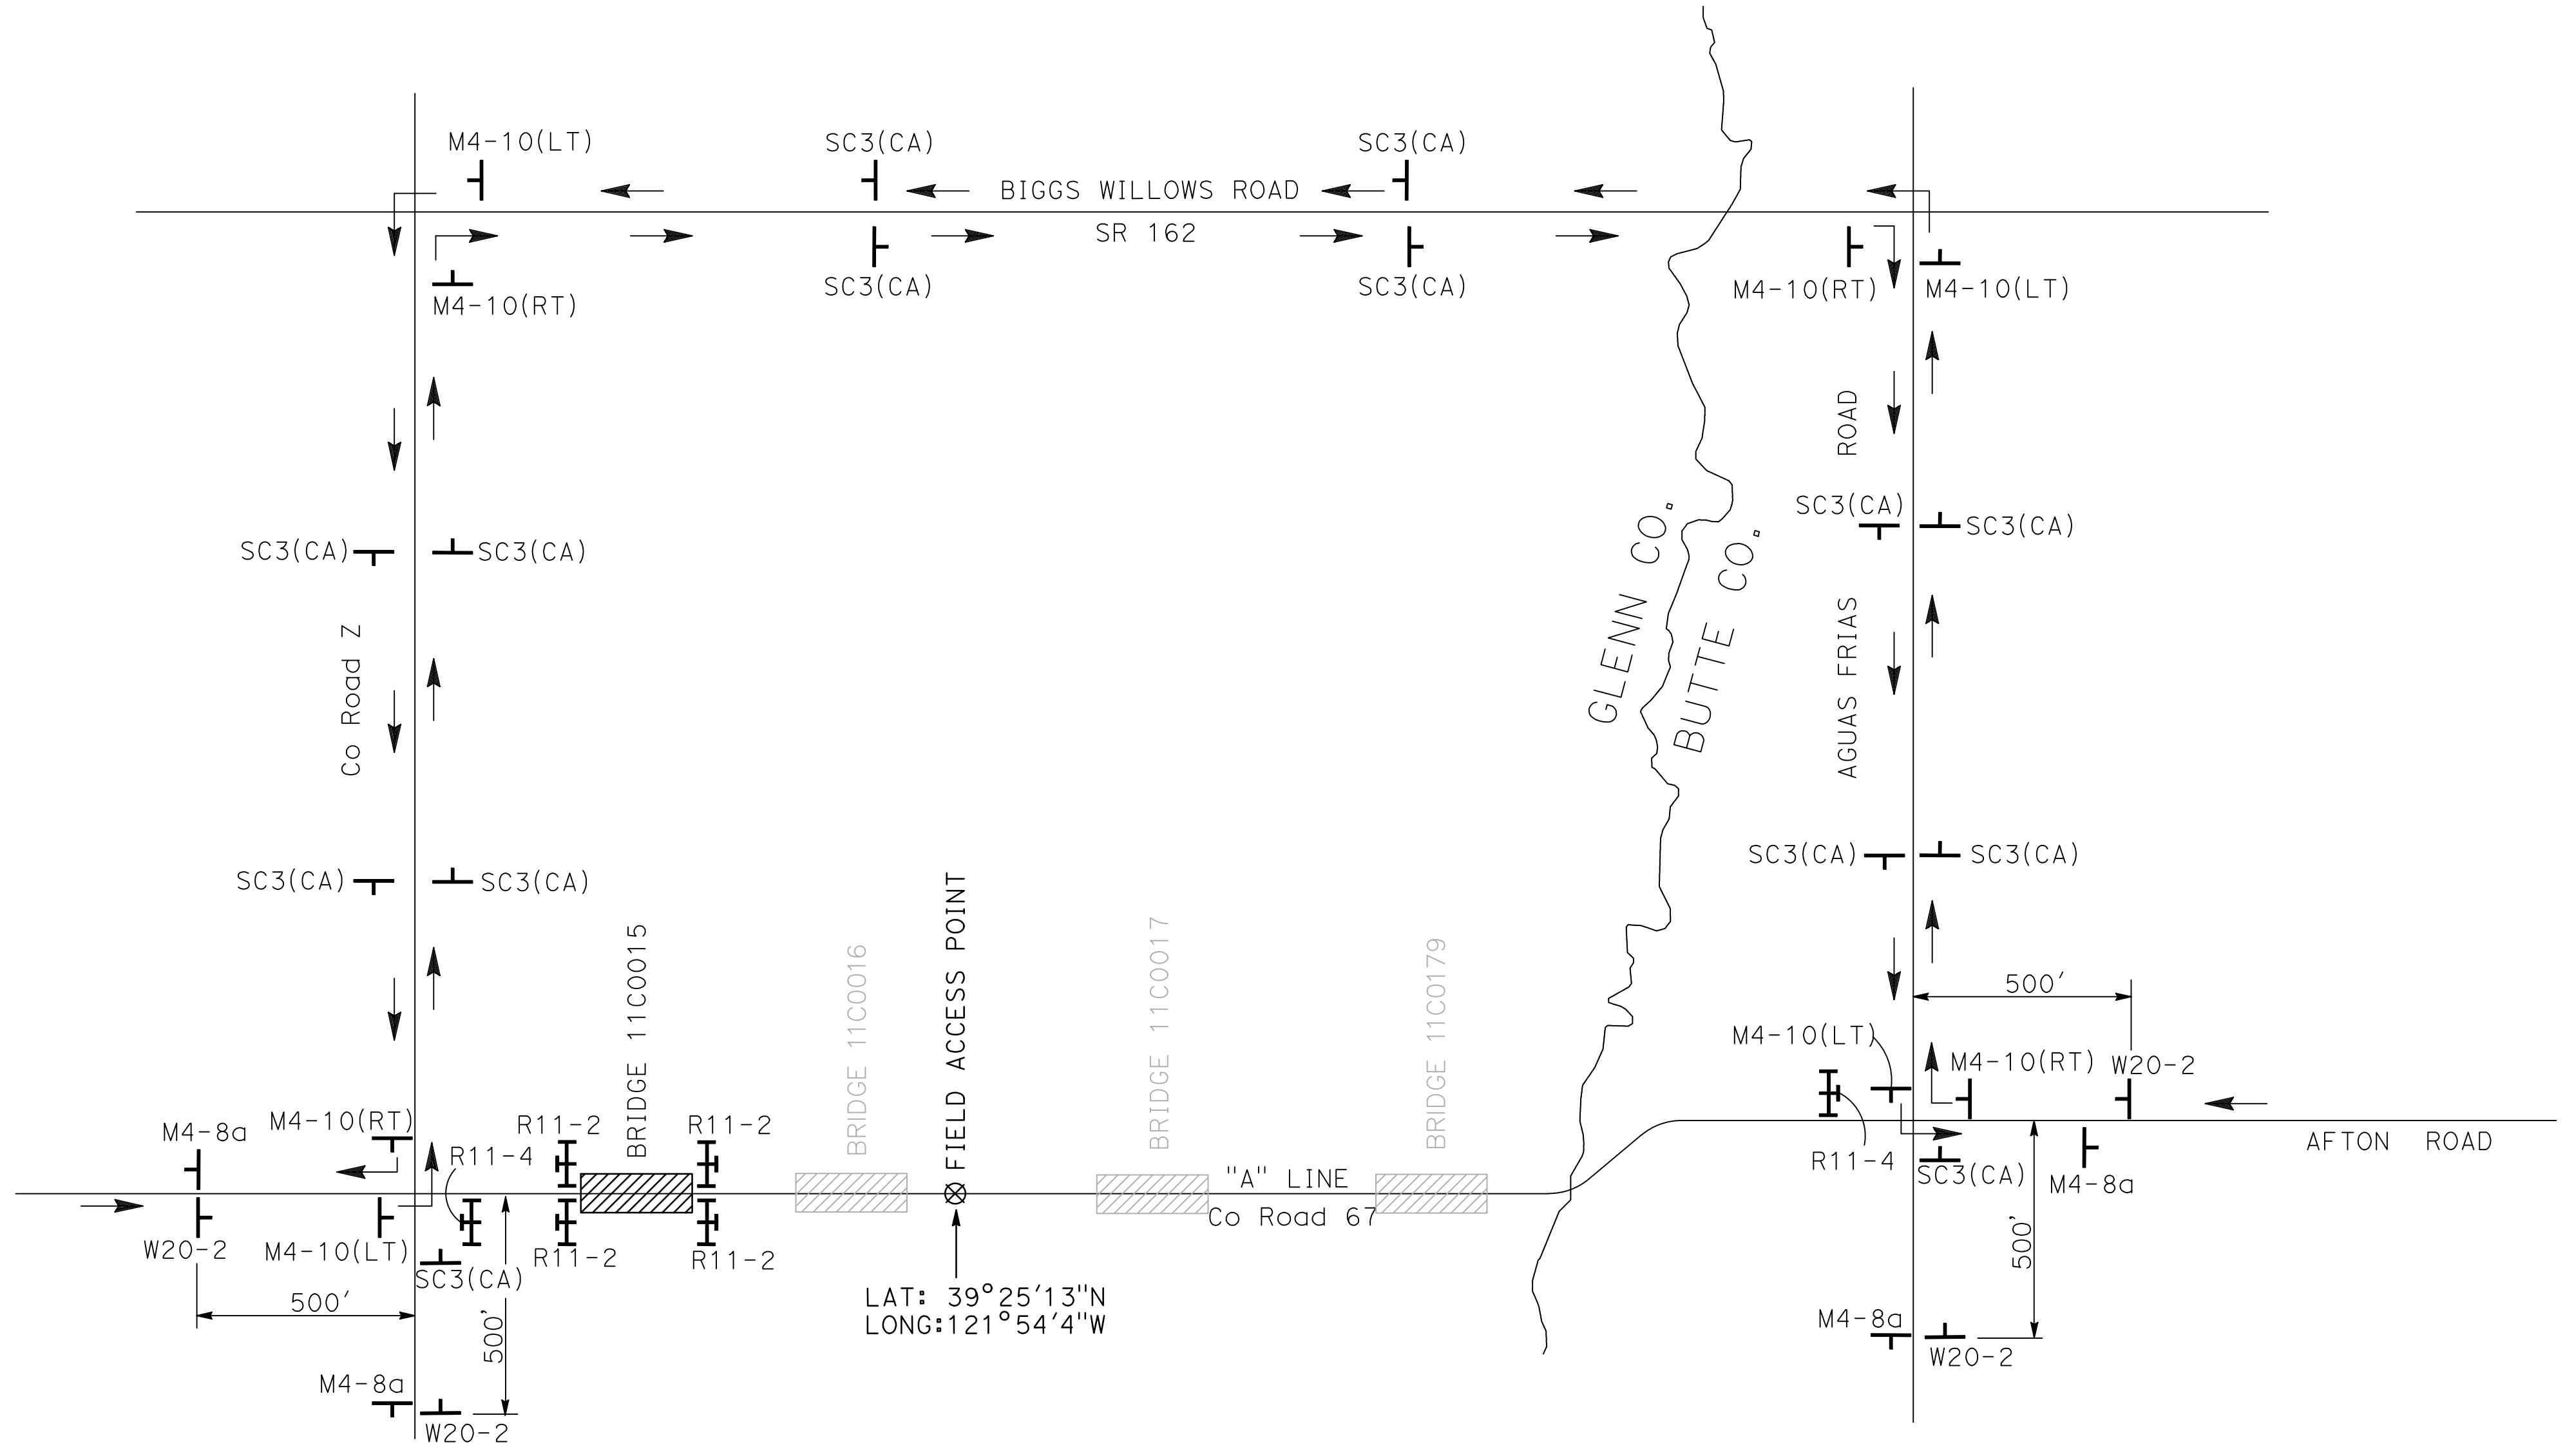 M4-10(LT)
SC3(CA)
SC3(CA)
BIGGS WILLOWS ROAD
SR 162
SC3(CA)
SC3(CA)
M4-10(RT)
M4-10(RT)
M4-10(LT)
AGUAS FRIAS ROAD
SC3(CA)
SC3(CA)
GLENN CO.
BUTTE CO.
SC3(CA)
SC3(CA)
Co Road Z
SC3(CA)
SC3(CA)
SC3(CA)
SC3(CA)
BRIDGE 11C0015
BRIDGE 11C0016
FIELD ACCESS POINT
BRIDGE 11C0017
BRIDGE 11C0179
500'
M4-10(LT)
M4-10(RT)
W20-2
M4-8a
M4-10(RT)
R11-4
R11-2
R11-2
R11-4
SC3(CA)
M4-8a
AFTON ROAD
"A" LINE
Co Road 67
W20-2
M4-10(LT)
SC3(CA)
R11-2
R11-2
500'
500'
500'
LAT: 39°25'13"N
LONG:121°54'4"W
M4-8a
W20-2
M4-8a
W20-2